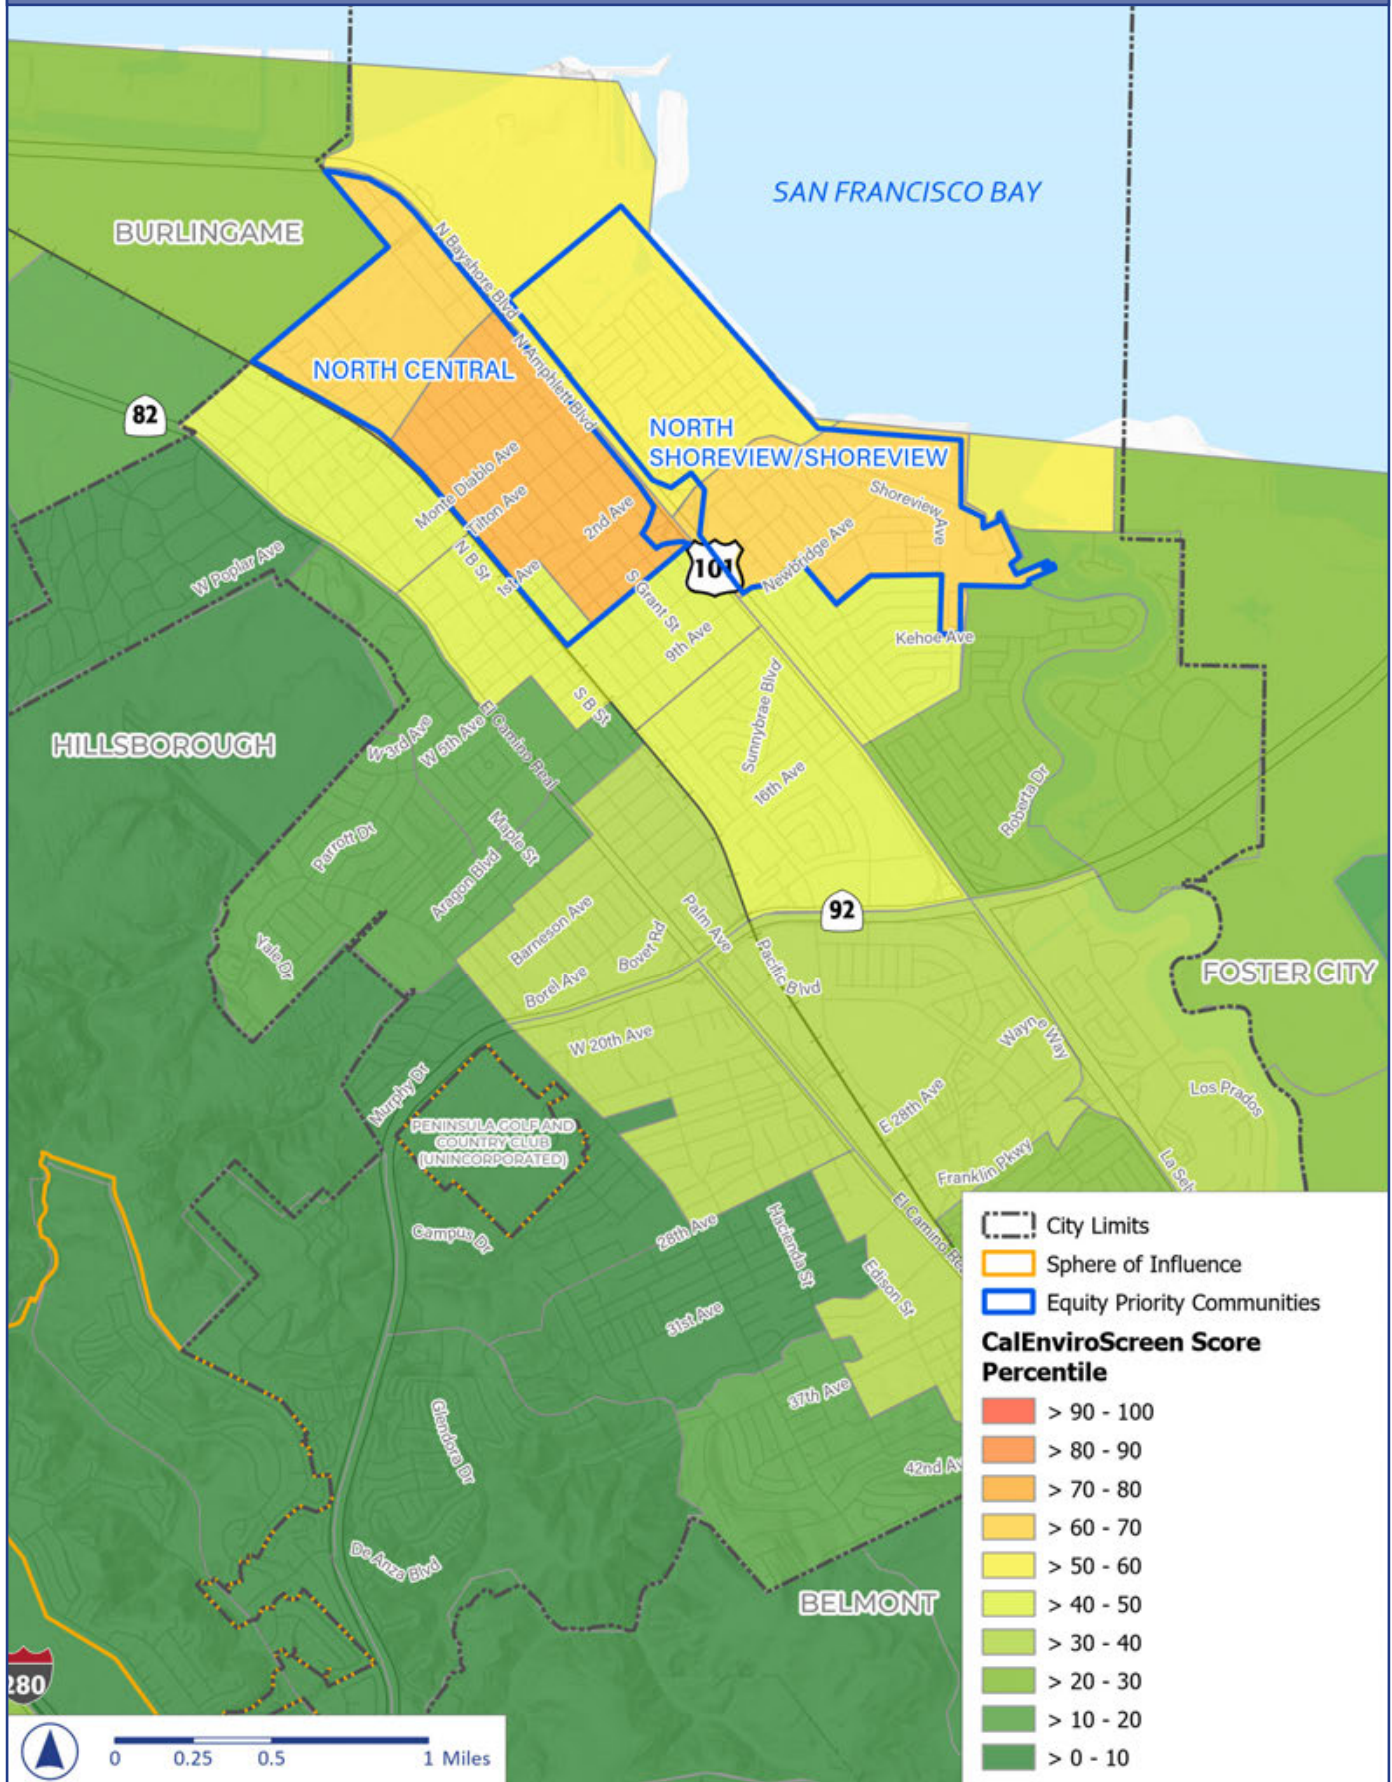 SAN FRANCISCO BAY
BURLINGAME
N Bayshore Blvd
NORTH CENTRAL
N Amphlett Blvd
82
NORTH
SHOREVIEW/SHOREVIEW
Monte Diablo Ave
Tilton Ave
2nd Ave
Shoreview Ave
N B St
1st Ave
101
Newbridge Ave
W Poplar Ave
S Grant St
9th Ave
Kehoe Ave
S B St
Sunnybrae Blvd
HILLSBOROUGH
3rd Ave
W 5th Ave
El Camino Real
16th Ave
Roberta Dr
Parrott Dr
Maple St
Aragon Blvd
92
Barneson Ave
Bovet Rd
Palm Ave
Yale Dr
Borel Ave
Pacific Blvd
FOSTER CITY
W 20th Ave
Wayne Way
Murphy Dr
E 28th Ave
Los Prados
PENINSULA GOLF AND
COUNTRY CLUB
(UNINCORPORATED)
Franklin Pkwy
La Selv
Campus Dr
28th Ave
Hacienda St
El Camino Re
31st Ave
Edison St
37th Ave
Glendora Dr
42nd Av
De Anza Blvd
BELMONT
280
City Limits
Sphere of Influence
Equity Priority Communities
CalEnviroScreen Score
Percentile
> 90 - 100
> 80 - 90
> 70 - 80
> 60 - 70
> 50 - 60
> 40 - 50
> 30 - 40
> 20 - 30
> 10 - 20
> 0 - 10
0 0.25 0.5 1 Miles